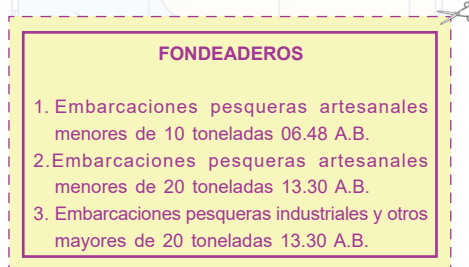 FONDEADEROS
1. Embarcaciones pesqueras artesanales
menores de 10 toneladas 06.48 A.B.
2.Embarcaciones pesqueras artesanales
menores de 20 toneladas 13.30 A.B.
3. Embarcaciones pesqueras industriales y otros
mayores de 20 toneladas 13.30 A.B.